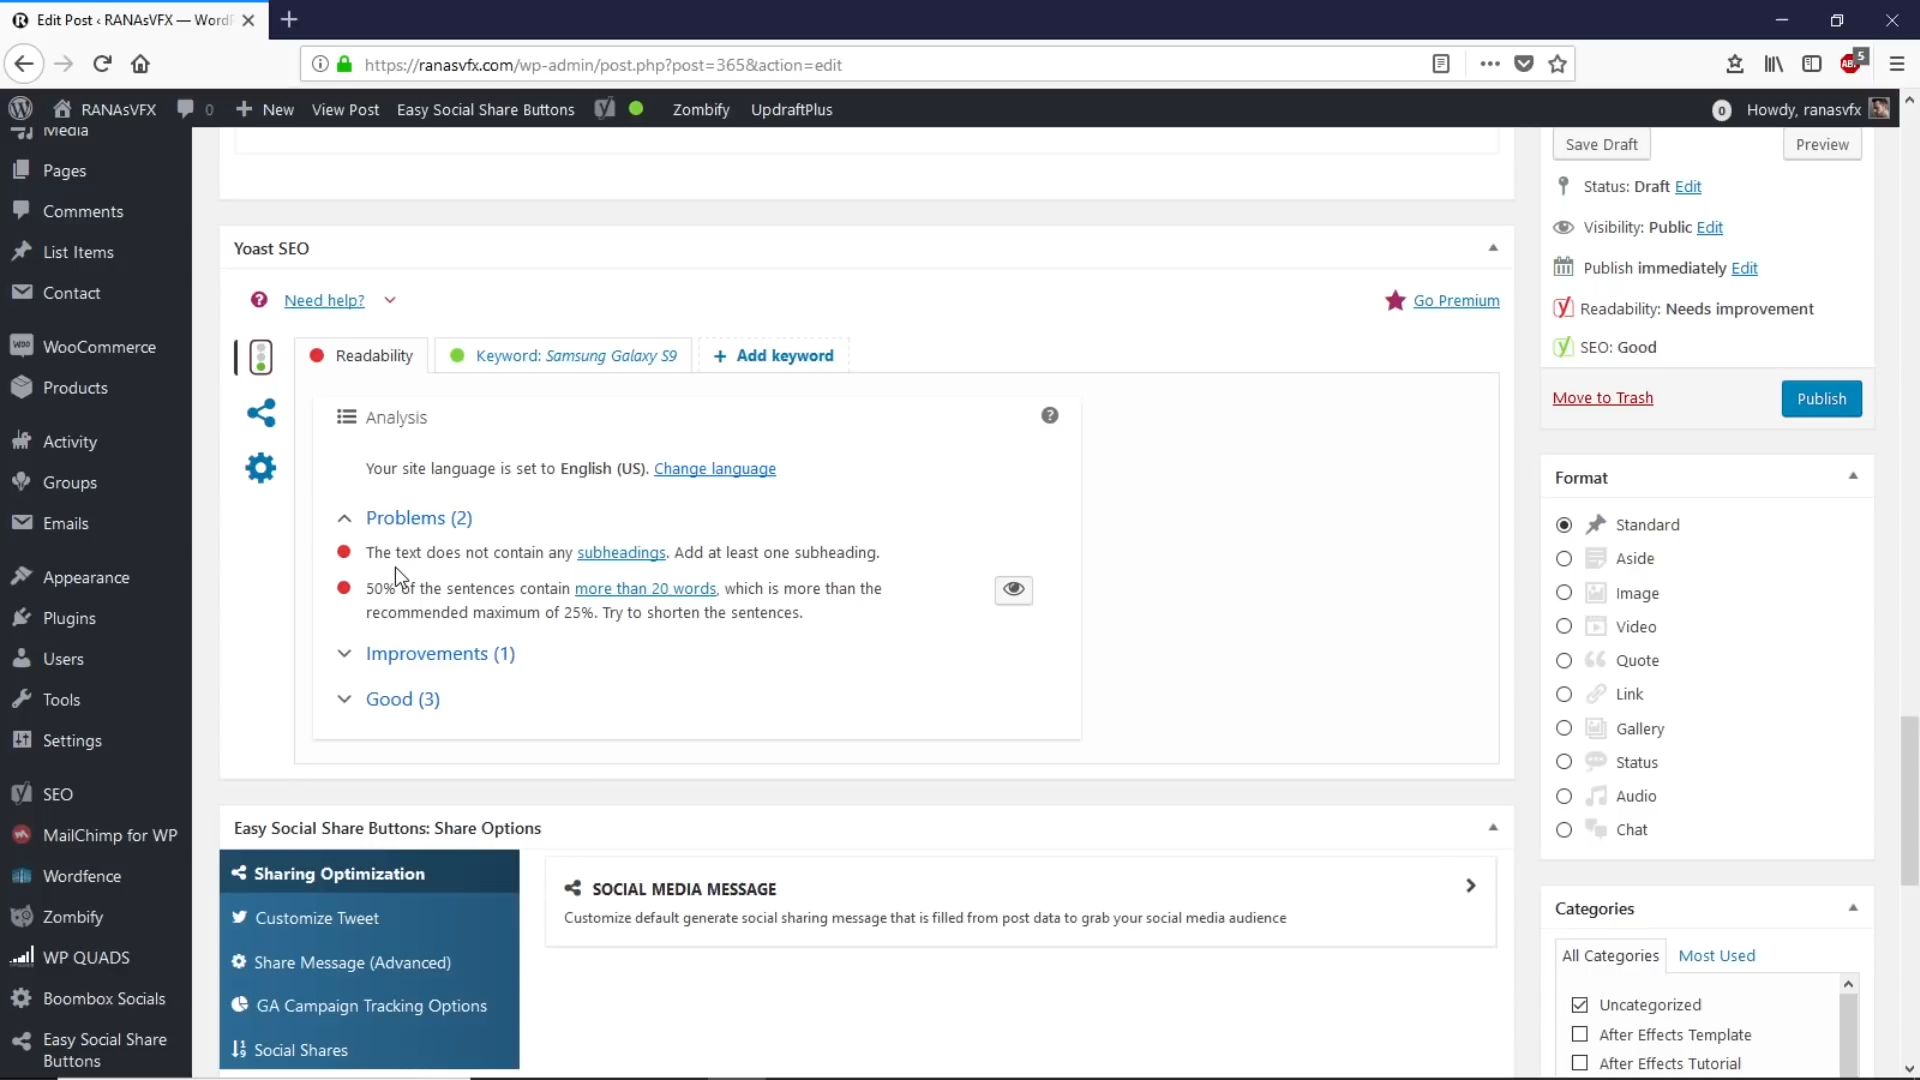 Edit Post ‹ RANAsVFX — WordP
https://ranasvfx.com/wp-admin/post.php?post=365&action=edit
ABP
5
RANAsVFX
0
New
View Post
Easy Social Share Buttons
Zombify
UpdraftPlus
0
Howdy, ranasvfx
Media
Pages
Comments
List Items
Contact
WooCommerce
Products
Activity
Groups
Emails
Appearance
Plugins
Users
Tools
Settings
SEO
MailChimp for WP
Wordfence
Zombify
WP QUADS
Boombox Socials
Easy Social Share
Buttons
Yoast SEO
Need help?
Go Premium
Readability
Keyword: Samsung Galaxy S9
+ Add keyword
Analysis
Your site language is set to English (US). Change language
Problems (2)
The text does not contain any subheadings. Add at least one subheading.
50% of the sentences contain more than 20 words, which is more than the
recommended maximum of 25%. Try to shorten the sentences.
Improvements (1)
Good (3)
Easy Social Share Buttons: Share Options
Sharing Optimization
Customize Tweet
Share Message (Advanced)
GA Campaign Tracking Options
Social Shares
SOCIAL MEDIA MESSAGE
Customize default generate social sharing message that is filled from post data to grab your social media audience
Save Draft
Preview
Status: Draft Edit
Visibility: Public Edit
Publish immediately Edit
Readability: Needs improvement
SEO: Good
Move to Trash
Publish
Format
Standard
Aside
Image
Video
Quote
Link
Gallery
Status
Audio
Chat
Categories
All Categories
Most Used
Uncategorized
After Effects Template
After Effects Tutorial